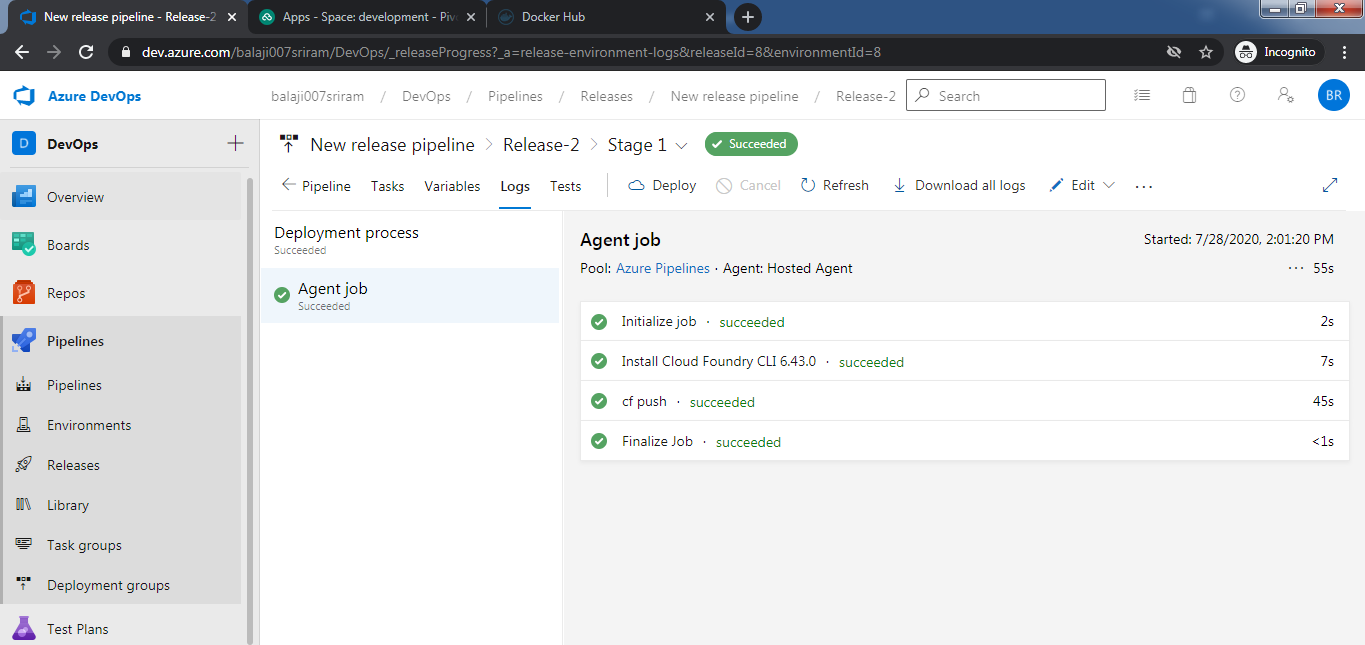 New release pipeline - Release-2
Apps - Space: development - Piv
Docker Hub
dev.azure.com/balaji007sriram/DevOps/_releaseProgress?_a=release-environment-logs&releaseId=8&environmentId=8
Incognito
Azure DevOps
balaji007sriram / DevOps / Pipelines / Releases / New release pipeline / Release-2
Search
BR
D
DevOps
New release pipeline > Release-2 > Stage 1
Succeeded
Pipeline
Tasks
Variables
Logs
Tests
Deploy
Cancel
Refresh
Download all logs
Edit
...
Overview
Boards
Repos
Pipelines
Pipelines
Environments
Releases
Library
Task groups
Deployment groups
Test Plans
Deployment process
Succeeded
Agent job
Succeeded
Agent job
Started: 7/28/2020, 2:01:20 PM
Pool: Azure Pipelines · Agent: Hosted Agent
... 55s
Initialize job · succeeded 2s
Install Cloud Foundry CLI 6.43.0 · succeeded 7s
cf push · succeeded 45s
Finalize Job · succeeded <1s